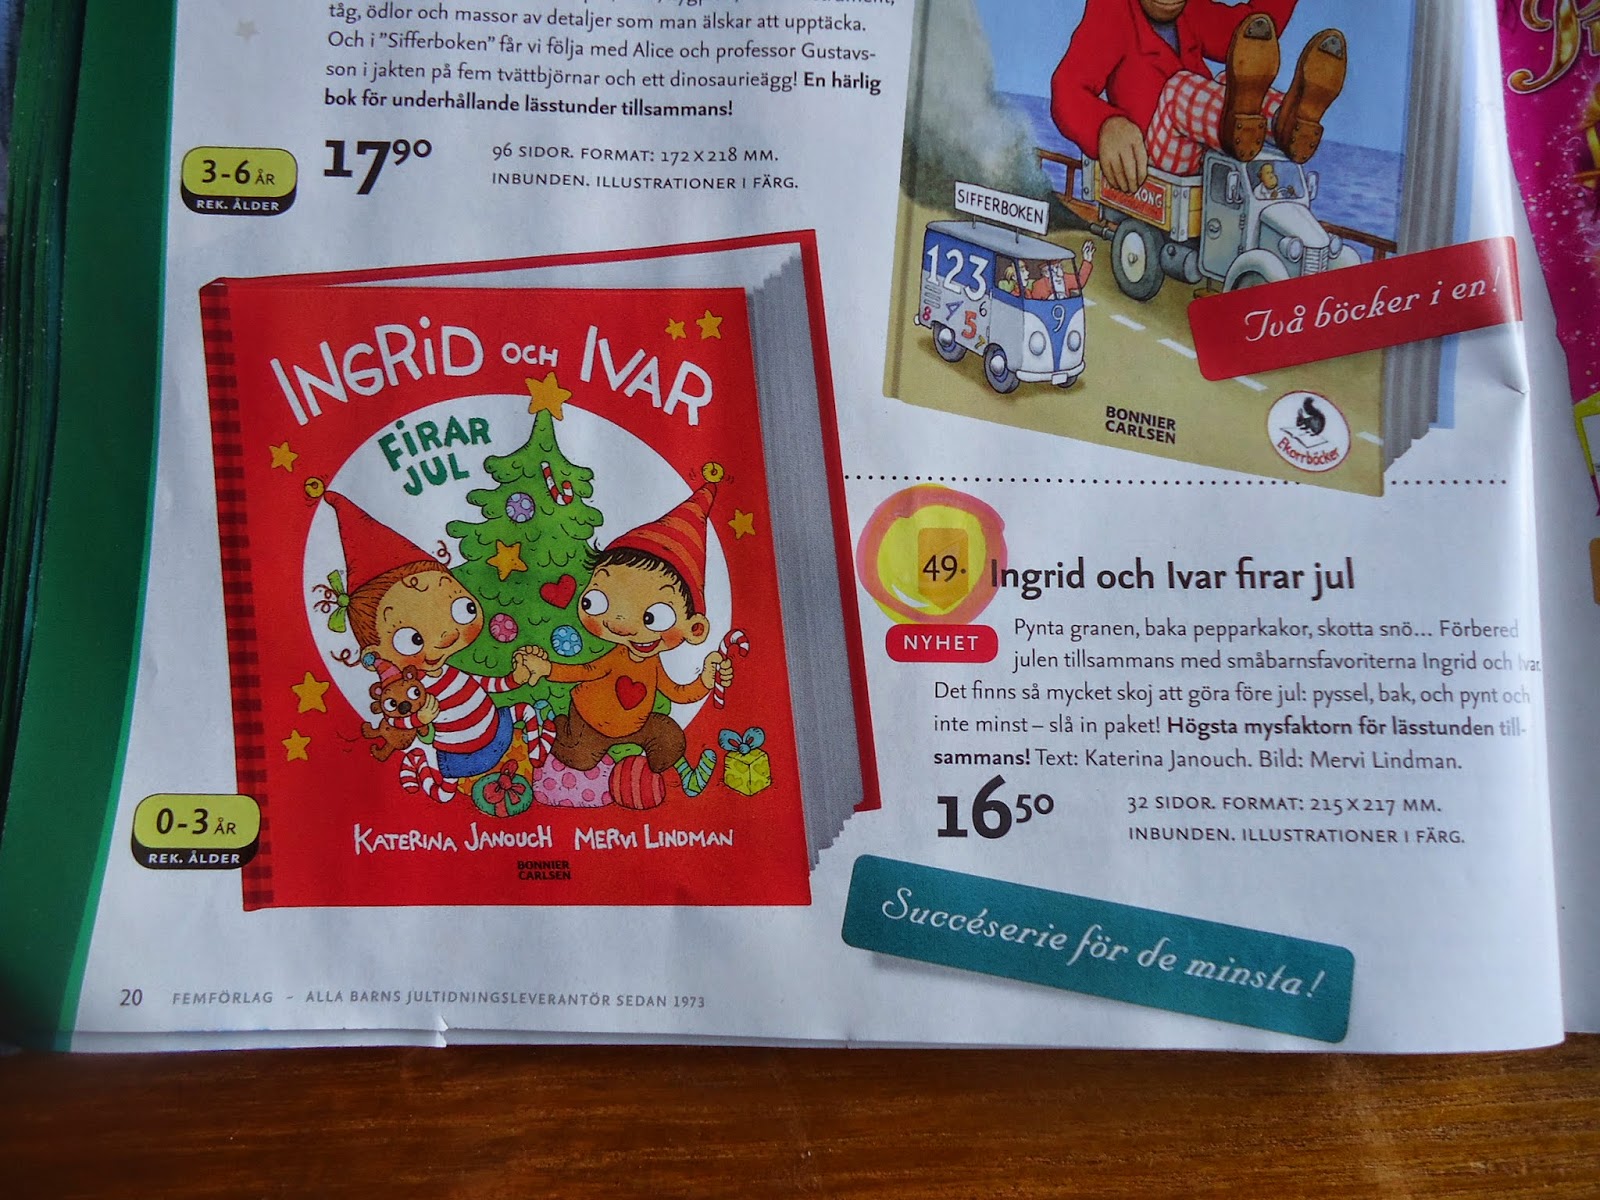 tåg, ödlor och massor av detaljer som man älskar att upptäcka.
Och i ”Sifferboken” får vi följa med Alice och professor Gustavs-
son i jakten på fem tvättbjörnar och ett dinosaurieägg! En härlig
bok för underhållande lässtunder tillsammans!
3-6 ÅR
REK. ÅLDER
17⁹⁰
96 SIDOR. FORMAT: 172 X 218 MM.
INBUNDEN. ILLUSTRATIONER I FÄRG.
SIFFERBOKEN
123
9
BONNIER
CARLSEN
Ekorrböcker
Två böcker i en!
INGRID OCH IVAR
FIRAR
JUL
KATERINA JANOUCH MERVI LINDMAN
BONNIER
CARLSEN
0-3 ÅR
REK. ÅLDER
49. Ingrid och Ivar firar jul
NYHET
Pynta granen, baka pepparkakor, skotta snö... Förbered
julen tillsammans med småbarnsfavoriterna Ingrid och Ivar.
Det finns så mycket skoj att göra före jul: pyssel, bak, och pynt och
inte minst – slå in paket! Högsta mysfaktorn för lässtunden till-
sammans! Text: Katerina Janouch. Bild: Mervi Lindman.
16⁵⁰
32 SIDOR. FORMAT: 215 X 217 MM.
INBUNDEN. ILLUSTRATIONER I FÄRG.
Succéserie för de minsta!
20 FEMFÖRLAG – ALLA BARNS JULTIDNINGSLEVERANTÖR SEDAN 1973